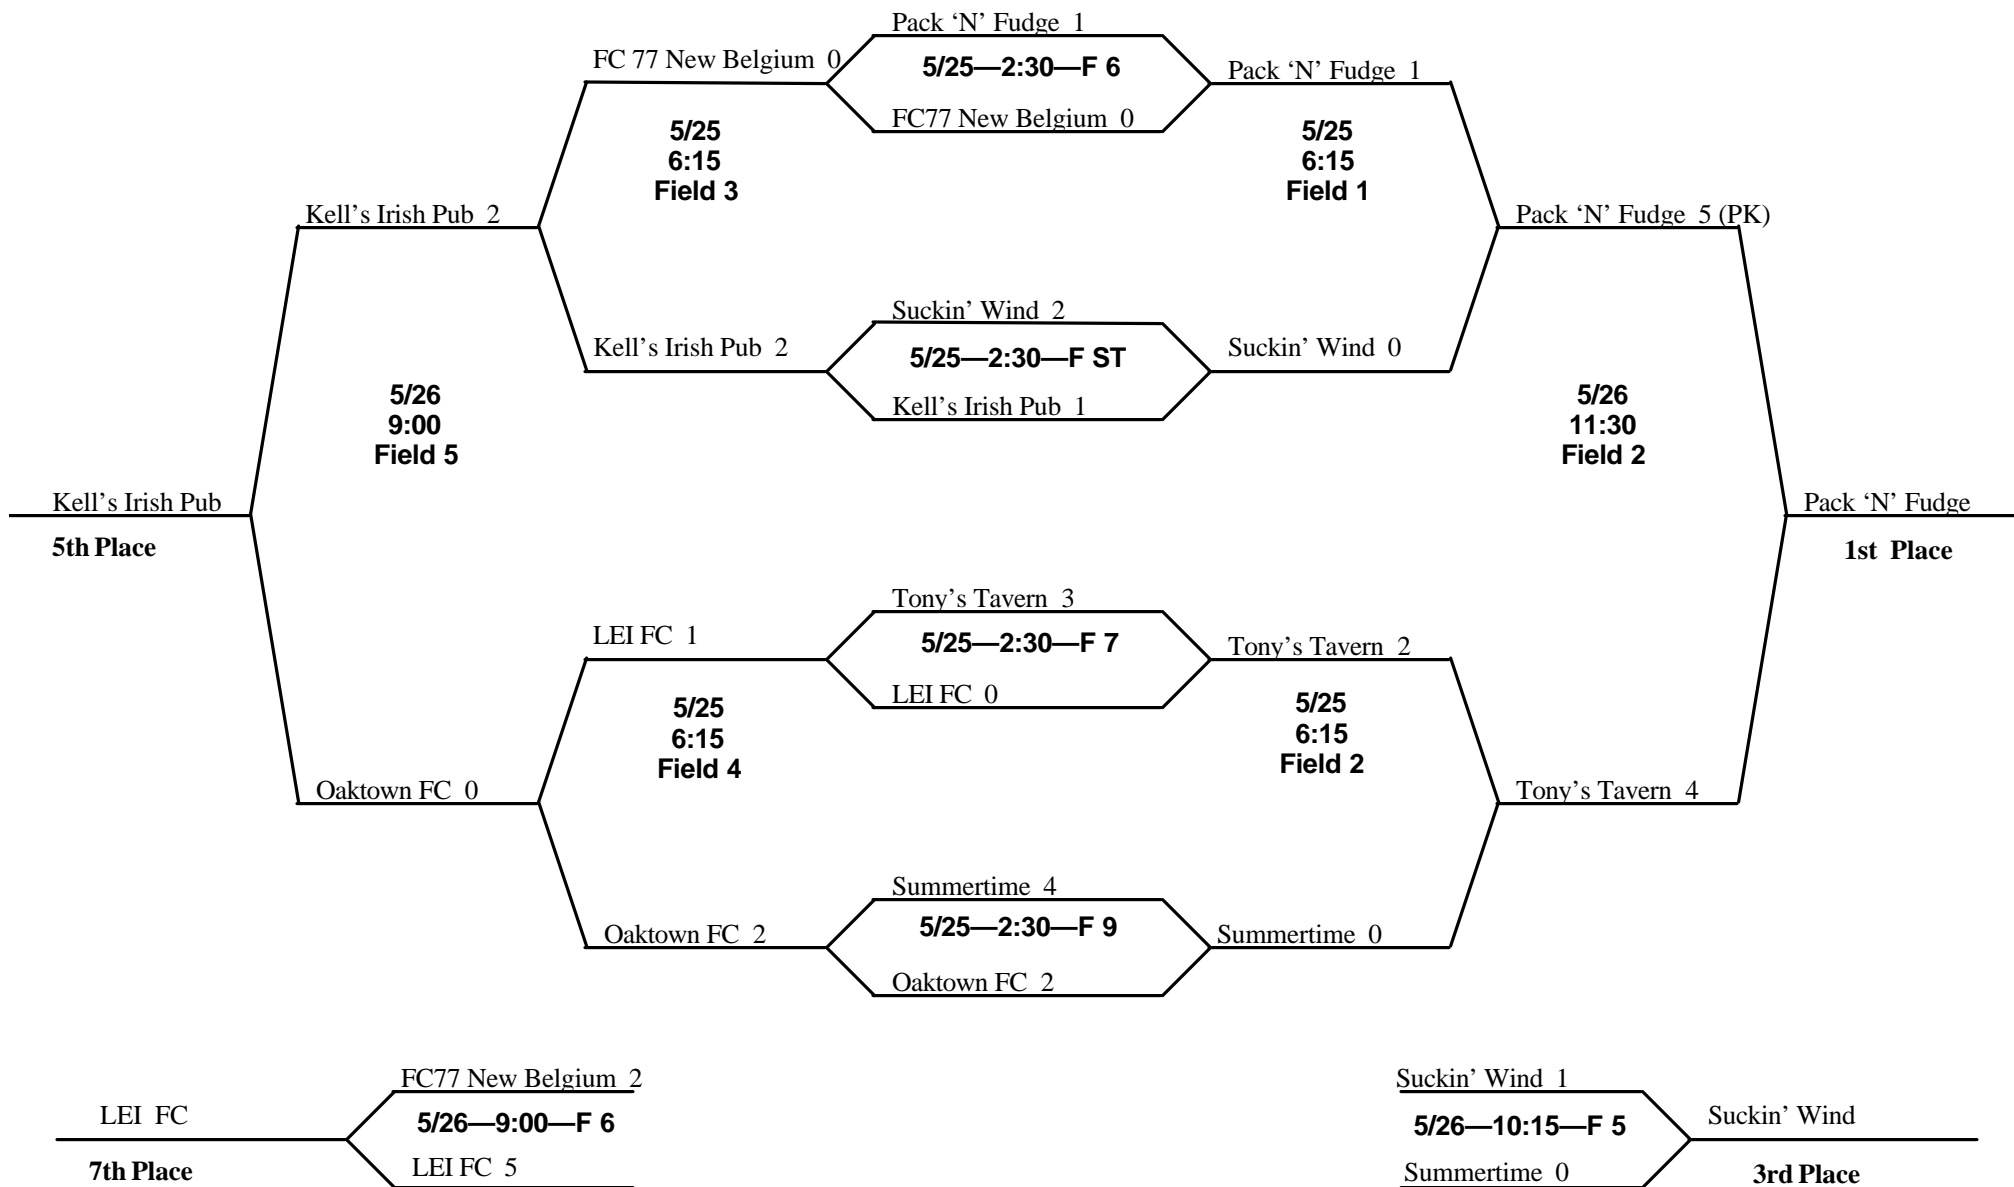 Pack ‘N’ Fudge 1
FC 77 New Belgium 0
5/25—2:30—F 6
Pack ‘N’ Fudge 1
FC77 New Belgium 0
5/25
6:15
Field 3
5/25
6:15
Field 1
Kell’s Irish Pub 2
Pack ‘N’ Fudge 5 (PK)
Suckin’ Wind 2
Kell’s Irish Pub 2
5/25—2:30—F ST
Suckin’ Wind 0
Kell’s Irish Pub 1
5/26
9:00
Field 5
5/26
11:30
Field 2
Kell’s Irish Pub
5th Place
Pack ‘N’ Fudge
1st Place
Tony’s Tavern 3
LEI FC 1
5/25—2:30—F 7
Tony’s Tavern 2
LEI FC 0
5/25
6:15
Field 4
5/25
6:15
Field 2
Oaktown FC 0
Tony’s Tavern 4
Summertime 4
Oaktown FC 2
5/25—2:30—F 9
Summertime 0
Oaktown FC 2
FC77 New Belgium 2
LEI FC
5/26—9:00—F 6
7th Place
LEI FC 5
Suckin’ Wind 1
5/26—10:15—F 5
Suckin’ Wind
Summertime 0
3rd Place